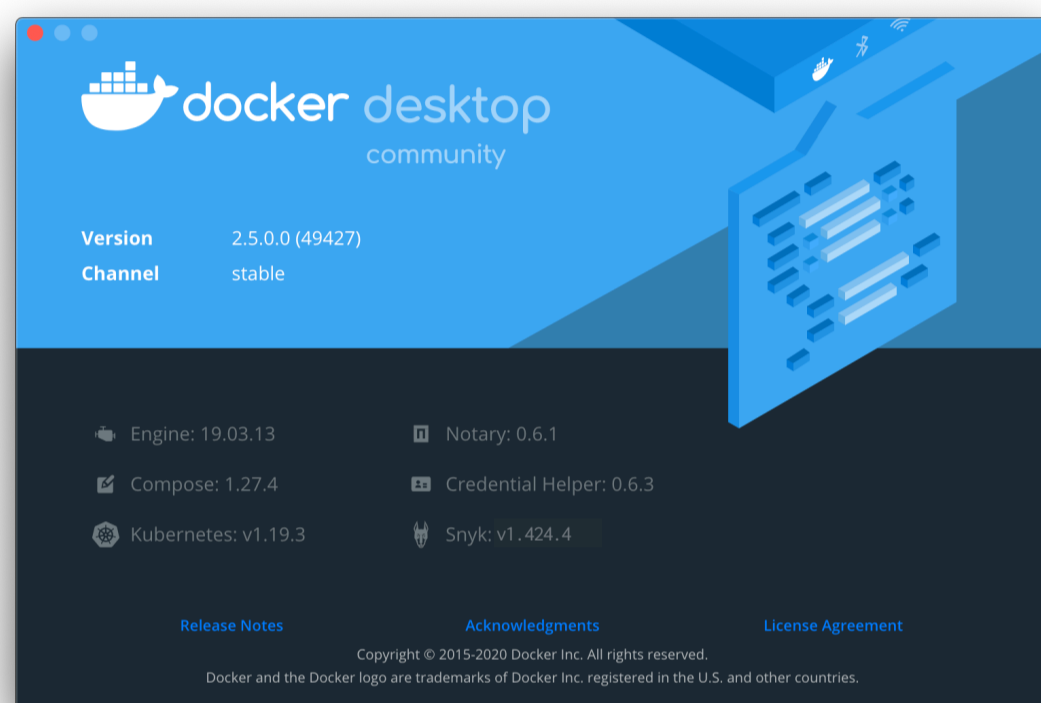 docker desktop
community
Version 2.5.0.0 (49427)
Channel stable
Engine: 19.03.13
Notary: 0.6.1
Compose: 1.27.4
Credential Helper: 0.6.3
Kubernetes: v1.19.3
Snyk: v1.424.4
Release Notes
Acknowledgments
License Agreement
Copyright © 2015-2020 Docker Inc. All rights reserved.
Docker and the Docker logo are trademarks of Docker Inc. registered in the U.S. and other countries.